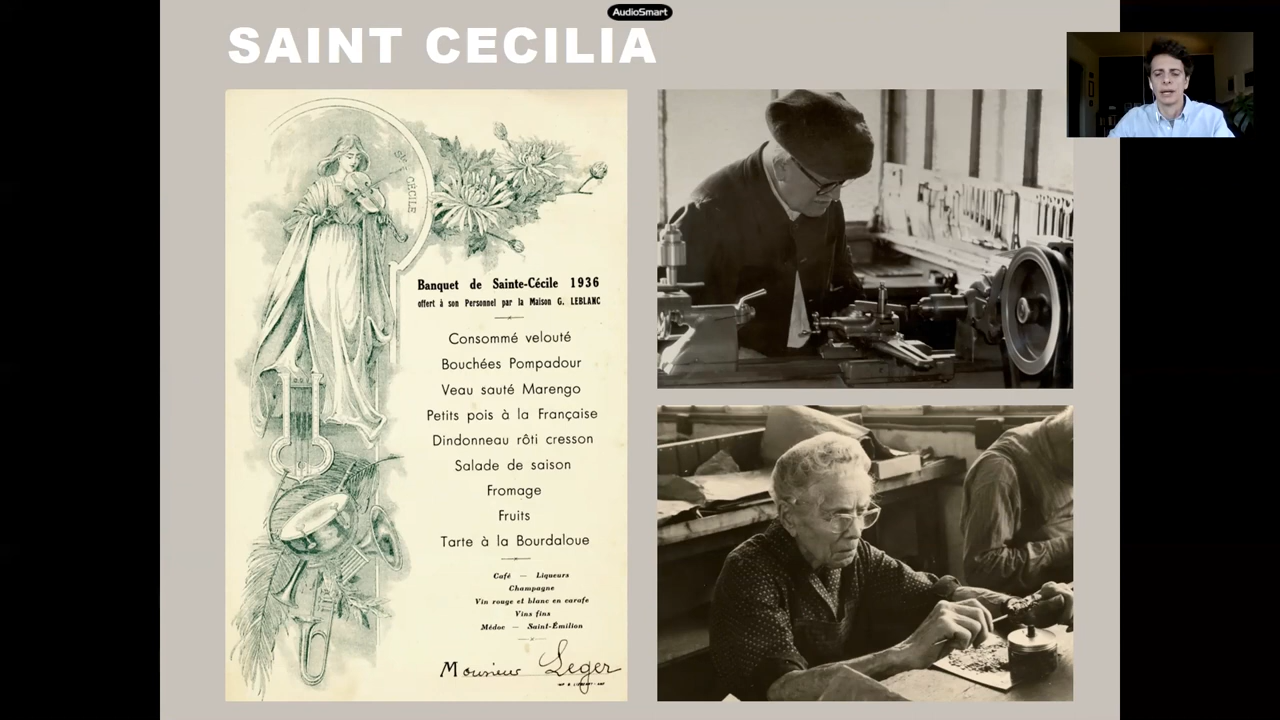 AudioSmart
SAINT CECILIA
Ste CÉCILE
Banquet de Sainte-Cécile 1936
offert à son Personnel par la Maison G. LEBLANC
Consommé velouté
Bouchées Pompadour
Veau sauté Marengo
Petits pois à la Française
Dindonneau rôti cresson
Salade de saison
Fromage
Fruits
Tarte à la Bourdaloue
Café — Liqueurs
Champagne
Vin rouge et blanc en carafe
Vins fins
Médoc — Saint-Émilion
Monsieur Leger